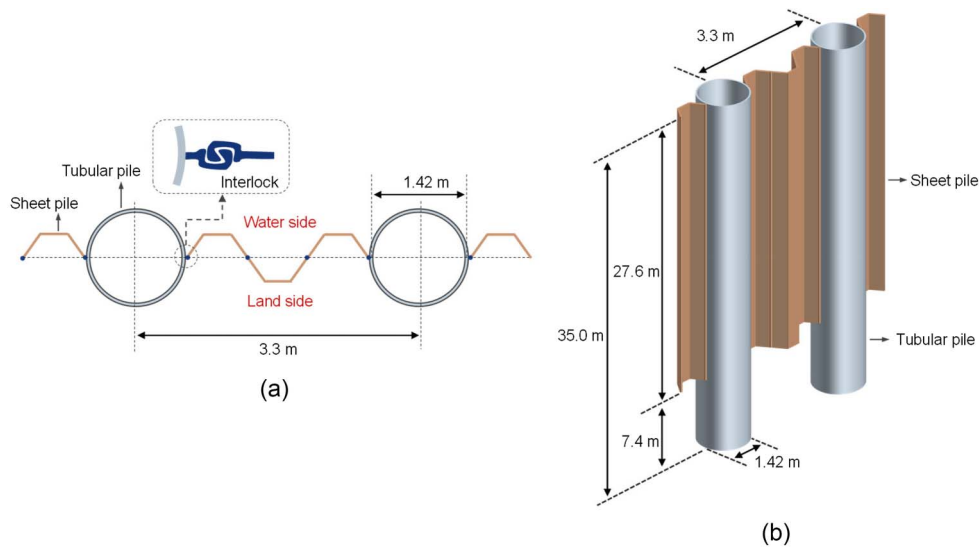 Tubular pile
Sheet pile
Interlock
1.42 m
Water side
Land side
3.3 m
(a)
3.3 m
Sheet pile
27.6 m
35.0 m
Tubular pile
7.4 m
1.42 m
(b)